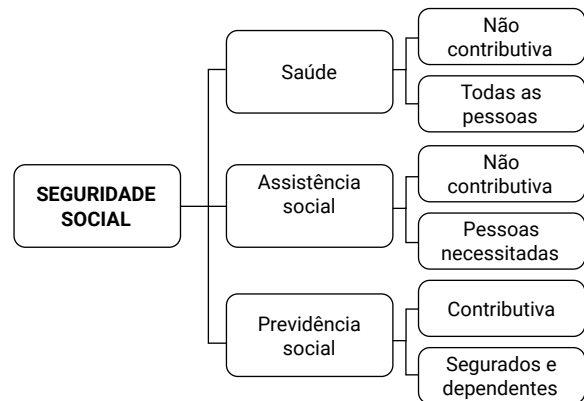 SEGURIDADE
SOCIAL
Saúde
Não
contributiva
Todas as
pessoas
Assistência
social
Não
contributiva
Pessoas
necessitadas
Previdência
social
Contributiva
Segurados e
dependentes